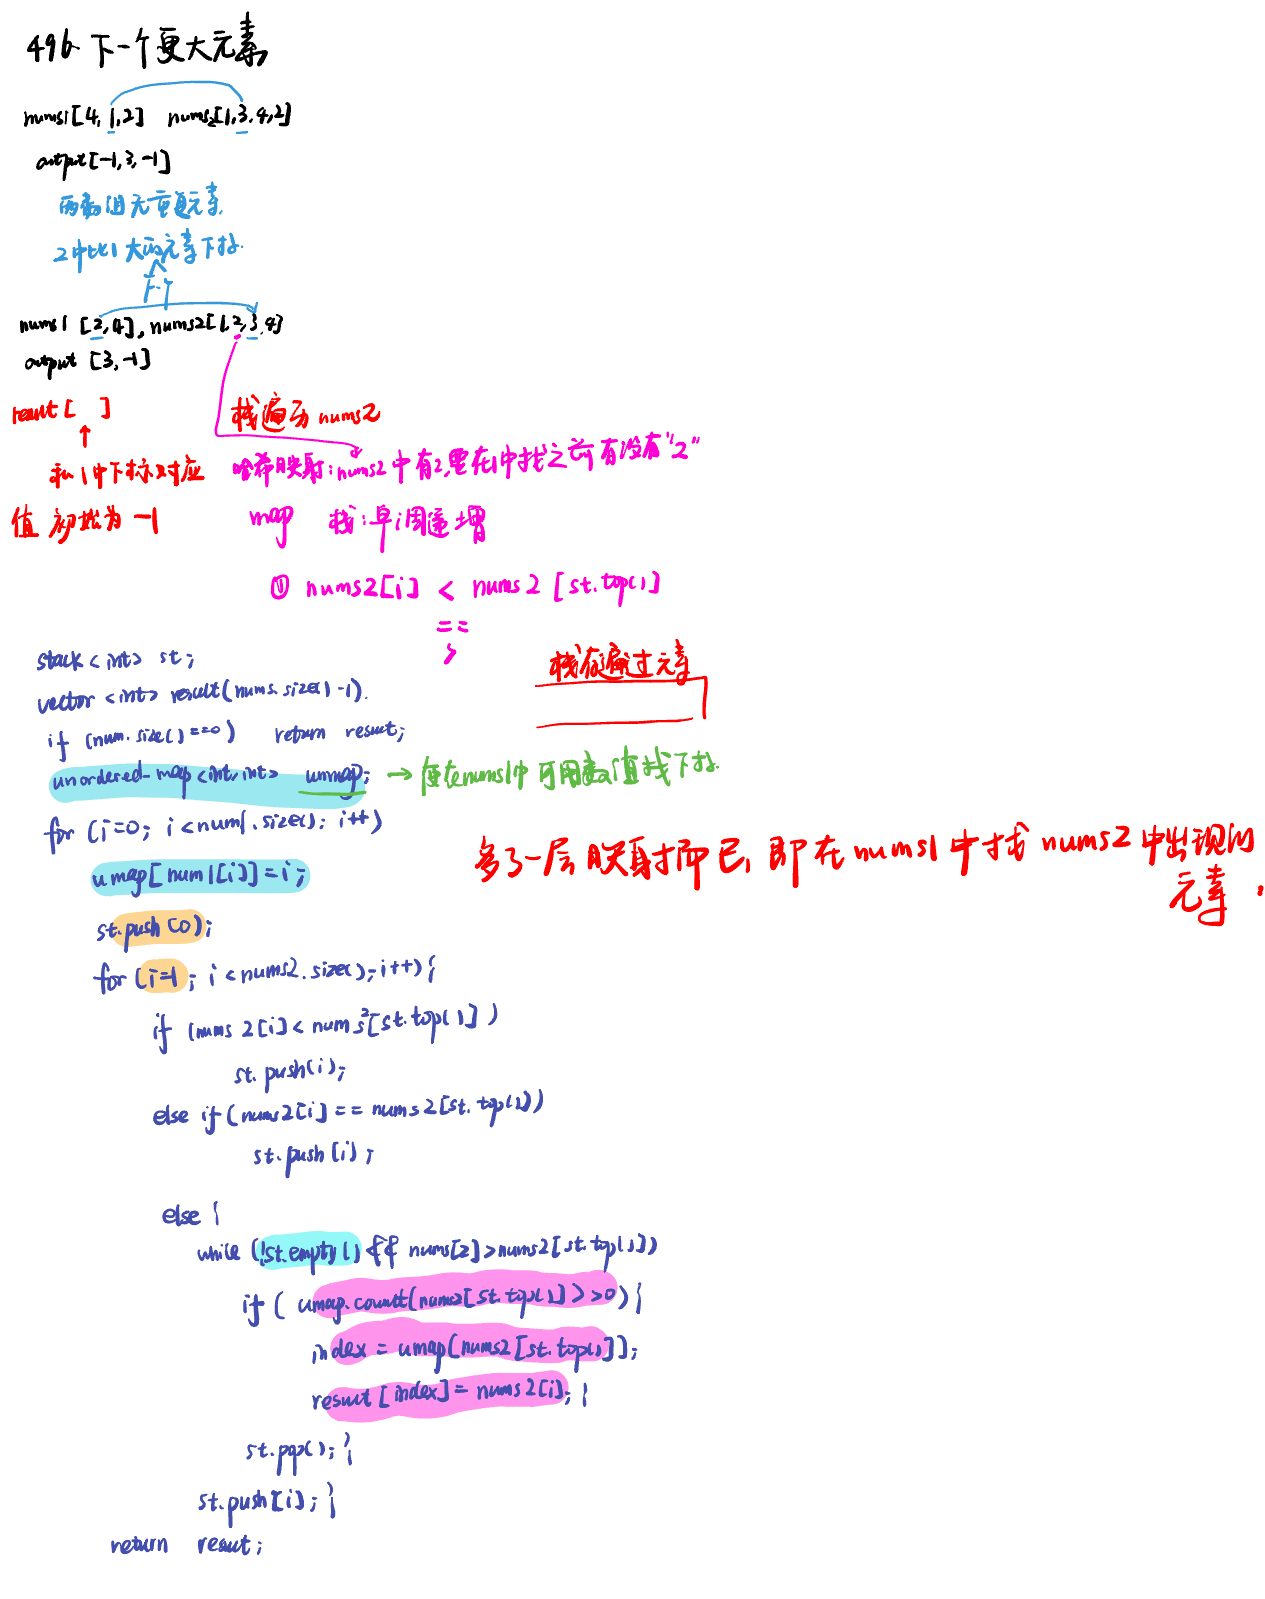 496. 下一个更大元素
nums1[4,1,2] nums2[1,3,4,2]
output[-1,3,-1]
两数组无重复元素.
2中比1大的元素下标.
下一个
nums1 [2,4], nums2[1,2,3,4]
output [3,-1]
result [ ]
和1中下标对应
值 初始为 -1
栈遍历 nums2
哈希映射: nums2中有2,要在1中找之前有没有"2"
map 栈:单调递增
① nums2[i] < nums2[st.top()]
==
>
栈存遍过元素
stack<int> st;
vector<int> result(nums.size()-1).
if (num.size()==0) return result;
unordered_map<int,int> unmap; → 便在nums1中可用数值找下标.
for (i=0; i<num1.size(); i++)
umap[num1[i]]=i;
多了一层映射而已, 即在nums1中找 nums2中出现的
元素.
st.push(0);
for (i=1; i<nums2.size(); i++){
if (nums2[i]<nums2[st.top()])
st.push(i);
else if(nums2[i]==nums2[st.top()])
st.push[i];
else {
while (!st.empty() && nums[2]>nums2[st.top()])
if (umap.count(nums2[st.top()])>0){
index = umap(nums2[st.top()]);
result[index]=nums2[i]; }
st.pop(); }
st.push[i]; }
return result;